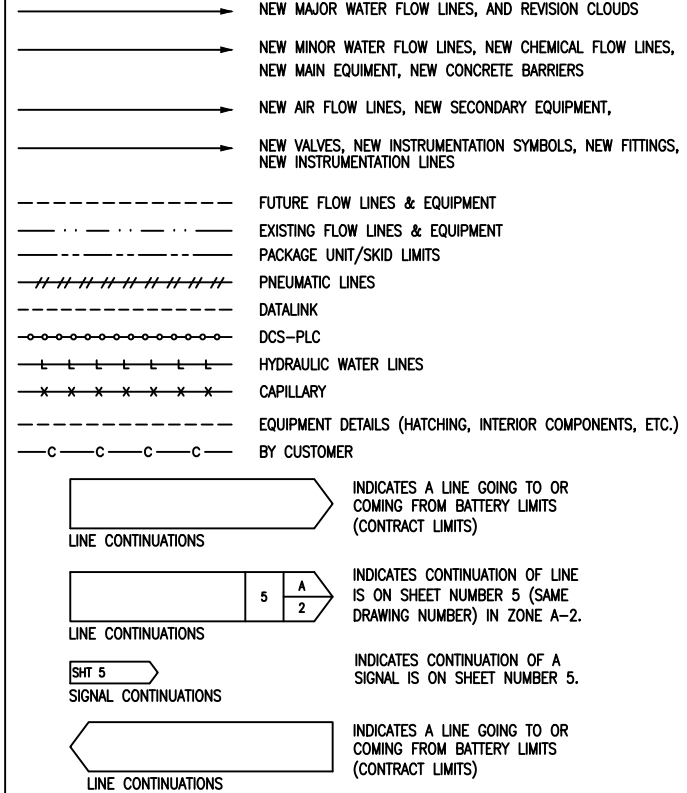 NEW MAJOR WATER FLOW LINES, AND REVISION CLOUDS
NEW MINOR WATER FLOW LINES, NEW CHEMICAL FLOW LINES,
NEW MAIN EQUIMENT, NEW CONCRETE BARRIERS
NEW AIR FLOW LINES, NEW SECONDARY EQUIPMENT,
NEW VALVES, NEW INSTRUMENTATION SYMBOLS, NEW FITTINGS,
NEW INSTRUMENTATION LINES
FUTURE FLOW LINES & EQUIPMENT
EXISTING FLOW LINES & EQUIPMENT
PACKAGE UNIT/SKID LIMITS
PNEUMATIC LINES
DATALINK
DCS-PLC
L L L L L L L HYDRAULIC WATER LINES
X X X X X X X CAPILLARY
EQUIPMENT DETAILS (HATCHING, INTERIOR COMPONENTS, ETC.)
C C C C BY CUSTOMER
INDICATES A LINE GOING TO OR
COMING FROM BATTERY LIMITS
(CONTRACT LIMITS)
LINE CONTINUATIONS
5 A
2
INDICATES CONTINUATION OF LINE
IS ON SHEET NUMBER 5 (SAME
DRAWING NUMBER) IN ZONE A-2.
LINE CONTINUATIONS
SHT 5
INDICATES CONTINUATION OF A
SIGNAL IS ON SHEET NUMBER 5.
SIGNAL CONTINUATIONS
INDICATES A LINE GOING TO OR
COMING FROM BATTERY LIMITS
(CONTRACT LIMITS)
LINE CONTINUATIONS